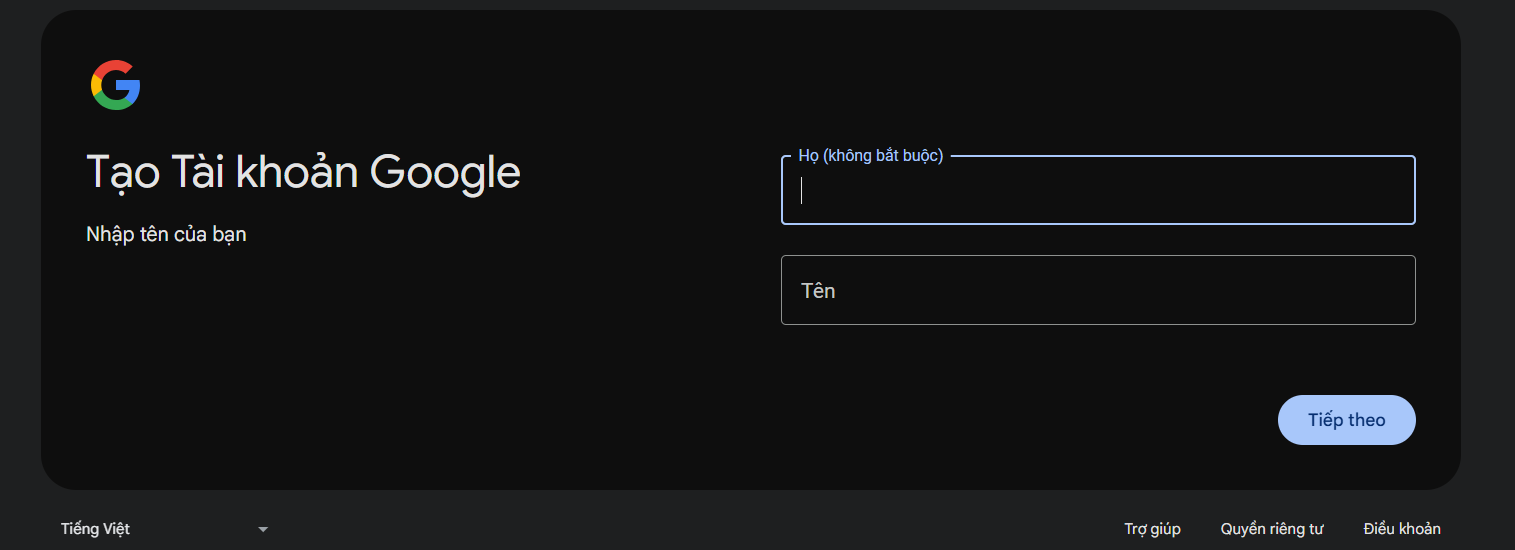 Tạo Tài khoản Google
Nhập tên của bạn
Họ (không bắt buộc)
Tên
Tiếp theo
Tiếng Việt
Trợ giúp
Quyền riêng tư
Điều khoản